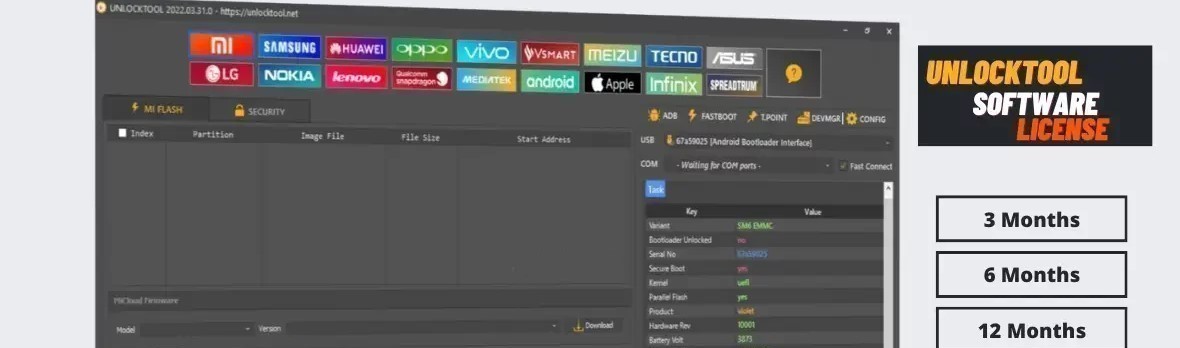 UNLOCKTOOL 2022.03.31.0 - https://unlocktool.net
mi SAMSUNG HUAWEI oppo vivo VSMART MEIZU TECNO ASUS
LG NOKIA lenovo Qualcomm snapdragon MEDIATEK android Apple Infinix SPREADTRUM ?
MI FLASH SECURITY
ADB FASTBOOT T.POINT DEVMGR CONFIG
Index Partition Image File File Size Start Address
USB 67a59025 [Android Bootloader Interface]
COM - Waiting for COM ports - Fast Connect
Task
Key Value
Variant SM6 EMMC
Bootloader Unlocked no
Serial No 67a59025
Secure Boot yes
Kernel uefi
Parallel Flash yes
Product violet
Hardware Rev 10001
Battery Volt 3873
Firmware
Model Version Download
UNLOCKTOOL
SOFTWARE
LICENSE
3 Months
6 Months
12 Months